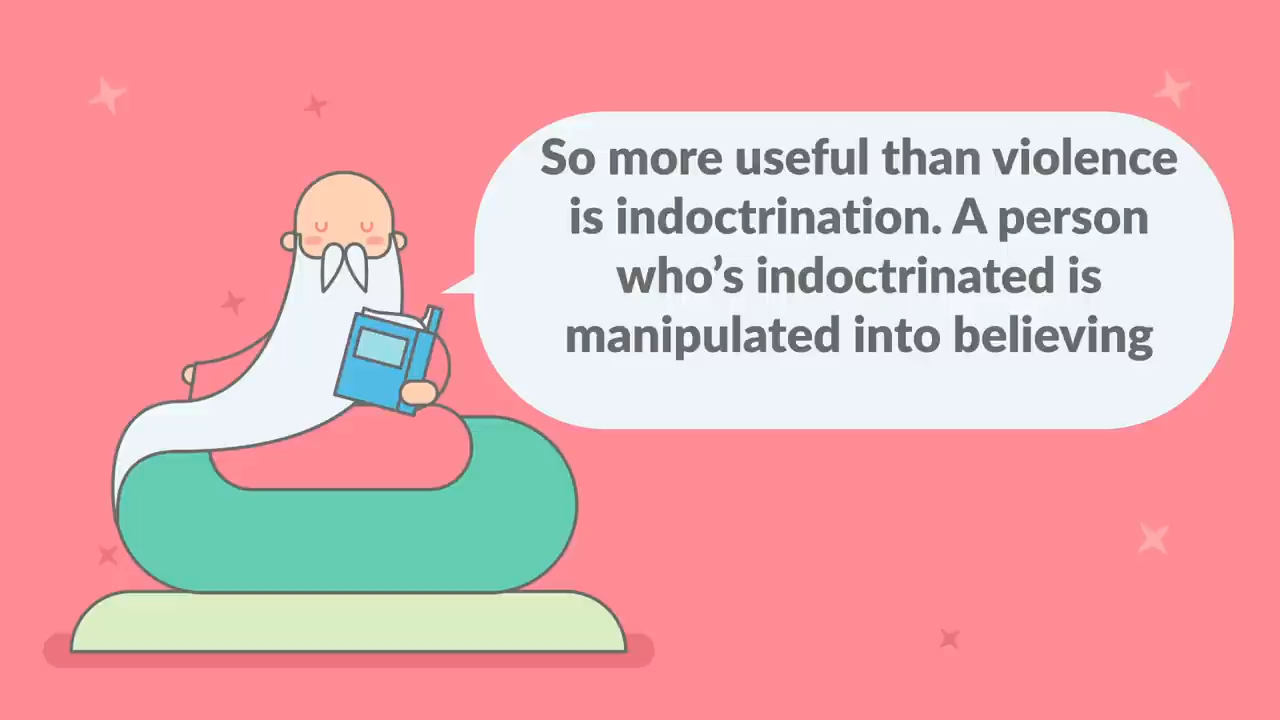 So more useful than violence
is indoctrination. A person
who's indoctrinated is
manipulated into believing